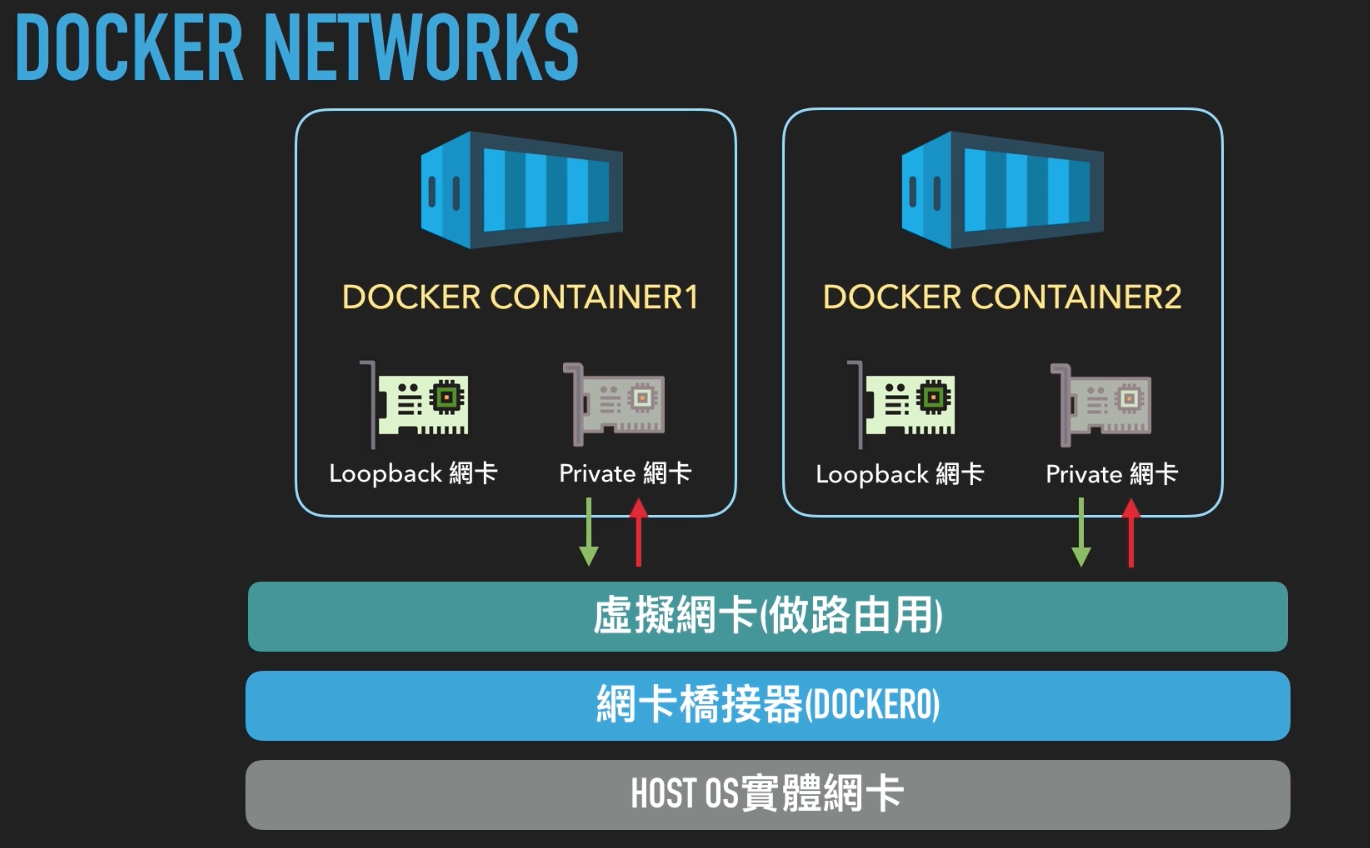 DOCKER NETWORKS
DOCKER CONTAINER1
Loopback 網卡
Private 網卡
DOCKER CONTAINER2
Loopback 網卡
Private 網卡
虛擬網卡(做路由用)
網卡橋接器(DOCKER0)
HOST OS實體網卡